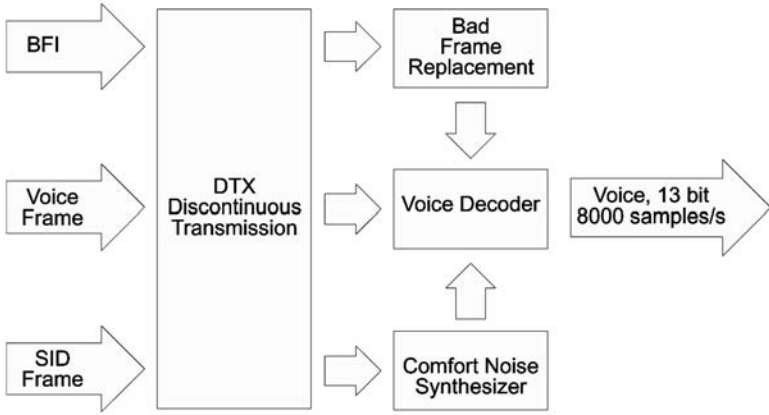 BFI
Bad
Frame
Replacement
Voice
Frame
DTX
Discontinuous
Transmission
Voice Decoder
Voice, 13 bit
8000 samples/s
SID
Frame
Comfort Noise
Synthesizer